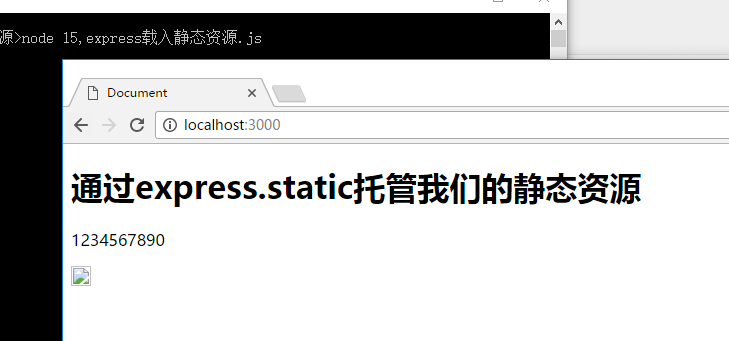 源>node 15,express载入静态资源.js
Document
localhost:3000
通过express.static托管我们的静态资源
1234567890